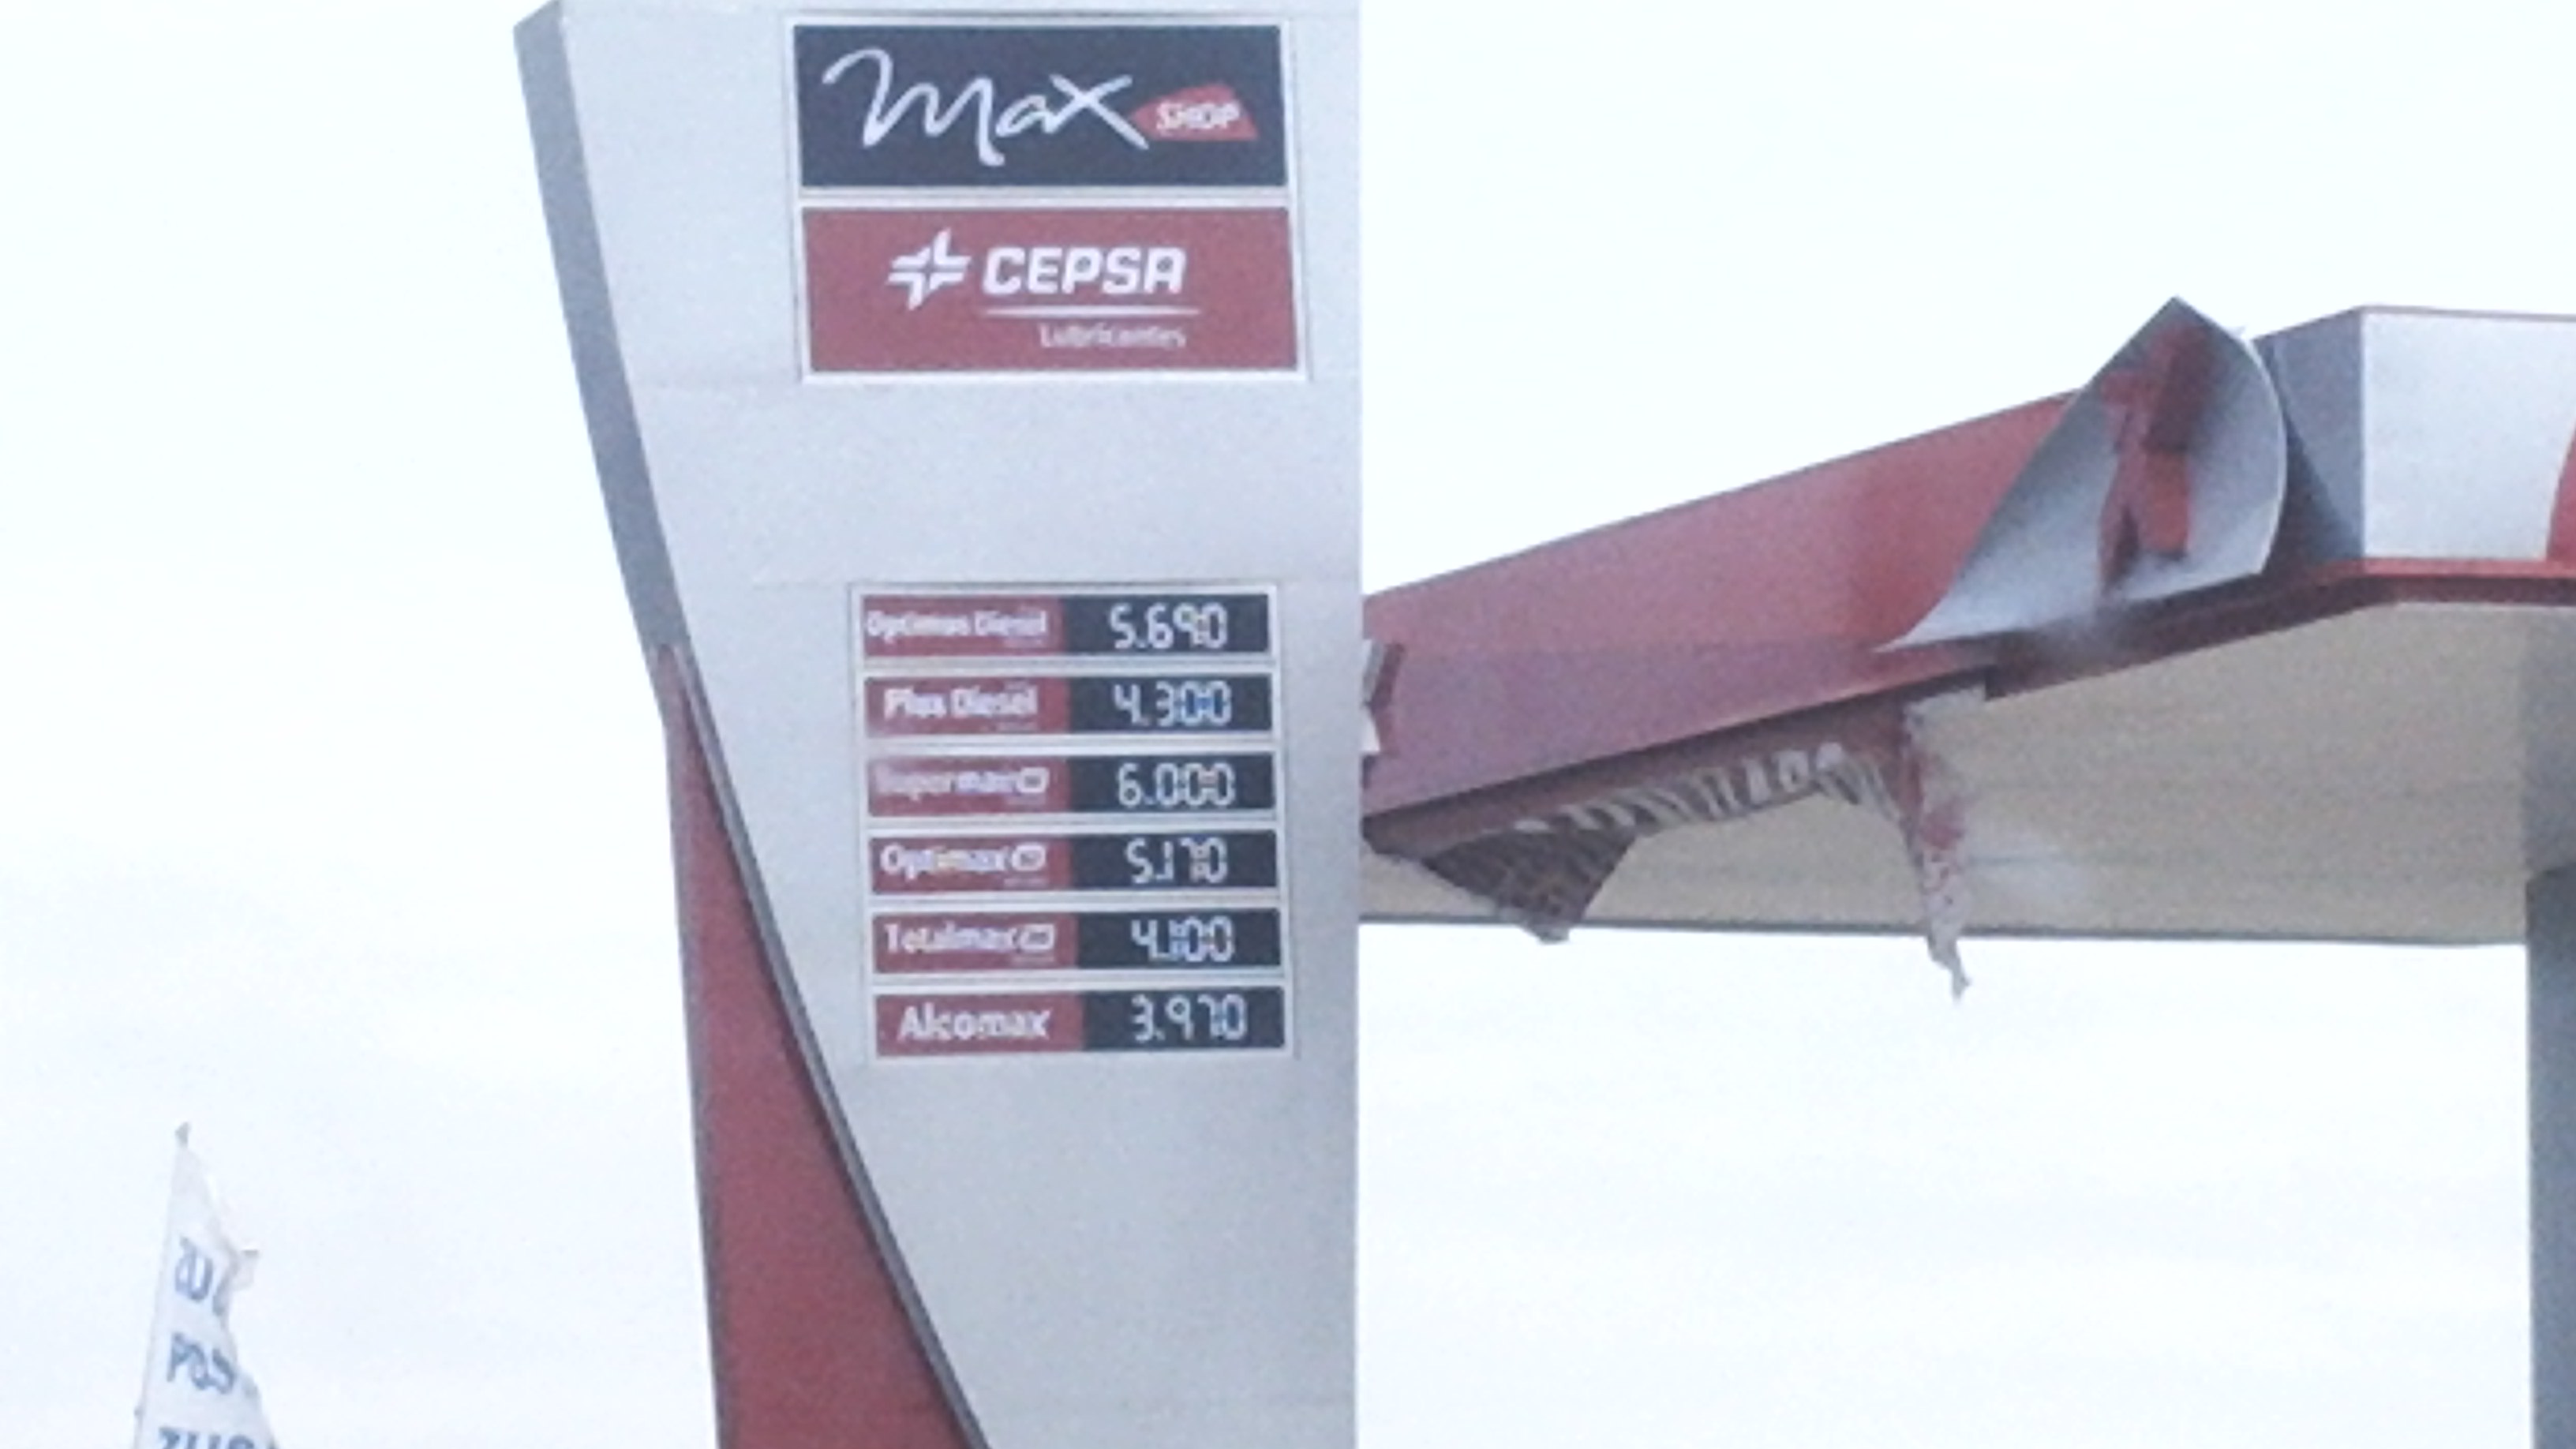 Max SHOP
CEPSA
Lubricantes
Optimus Diesel 5.690
Plus Diesel 4.300
Supermax 6.000
Optimax 5.170
Totalmax 4.100
Alcomax 3.970